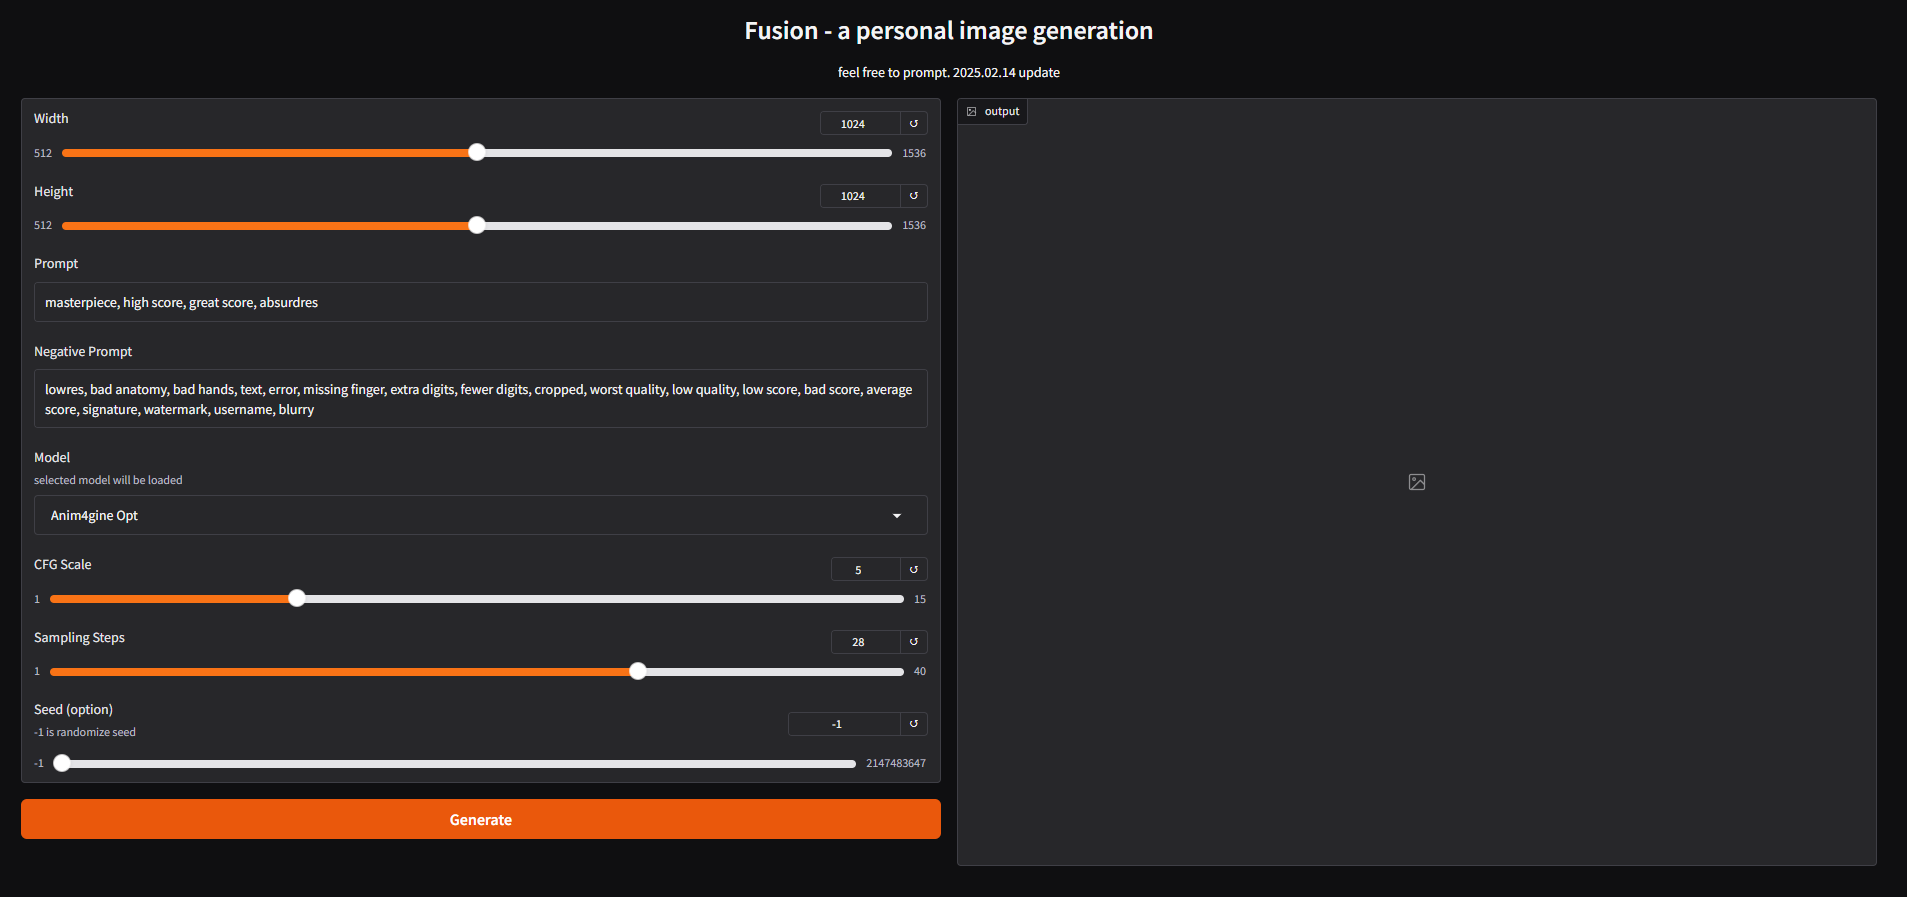 Fusion - a personal image generation
feel free to prompt. 2025.02.14 update
Width
1024
↺
512
1536
Height
1024
↺
512
1536
Prompt
masterpiece, high score, great score, absurdres
Negative Prompt
lowres, bad anatomy, bad hands, text, error, missing finger, extra digits, fewer digits, cropped, worst quality, low quality, low score, bad score, average
score, signature, watermark, username, blurry
Model
selected model will be loaded
Anim4gine Opt
CFG Scale
5
↺
1
15
Sampling Steps
28
↺
1
40
Seed (option)
-1 is randomize seed
-1
↺
-1
2147483647
Generate
output